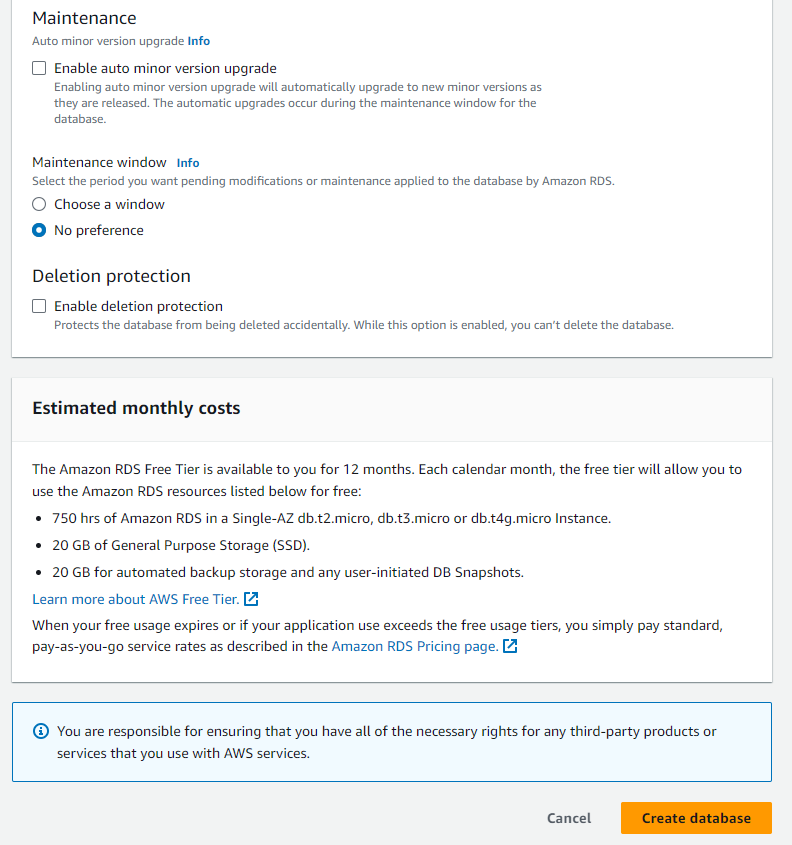 Maintenance
Auto minor version upgrade Info
Enable auto minor version upgrade
Enabling auto minor version upgrade will automatically upgrade to new minor versions as
they are released. The automatic upgrades occur during the maintenance window for the
database.
Maintenance window Info
Select the period you want pending modifications or maintenance applied to the database by Amazon RDS.
Choose a window
No preference
Deletion protection
Enable deletion protection
Protects the database from being deleted accidentally. While this option is enabled, you can’t delete the database.
Estimated monthly costs
The Amazon RDS Free Tier is available to you for 12 months. Each calendar month, the free tier will allow you to
use the Amazon RDS resources listed below for free:
• 750 hrs of Amazon RDS in a Single-AZ db.t2.micro, db.t3.micro or db.t4g.micro Instance.
• 20 GB of General Purpose Storage (SSD).
• 20 GB for automated backup storage and any user-initiated DB Snapshots.
Learn more about AWS Free Tier.
When your free usage expires or if your application use exceeds the free usage tiers, you simply pay standard,
pay-as-you-go service rates as described in the Amazon RDS Pricing page.
You are responsible for ensuring that you have all of the necessary rights for any third-party products or
services that you use with AWS services.
Cancel Create database